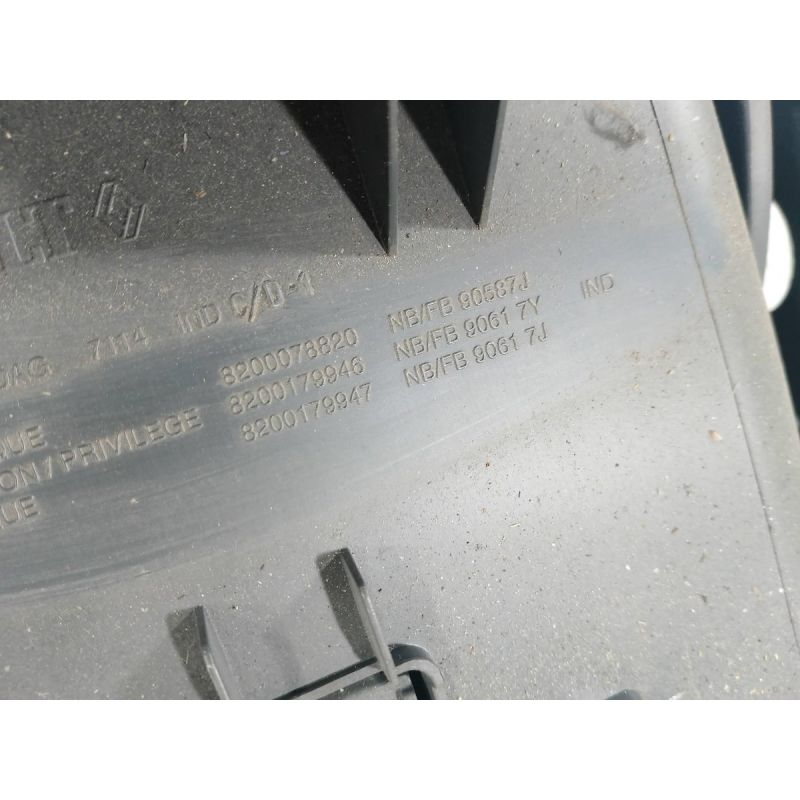 7114 IND C/D-1
8200078820 NB/FB 90587J IND
8200179946 NB/FB 9061 7Y
PRIVILEGE 8200179947 NB/FB 9061 7J